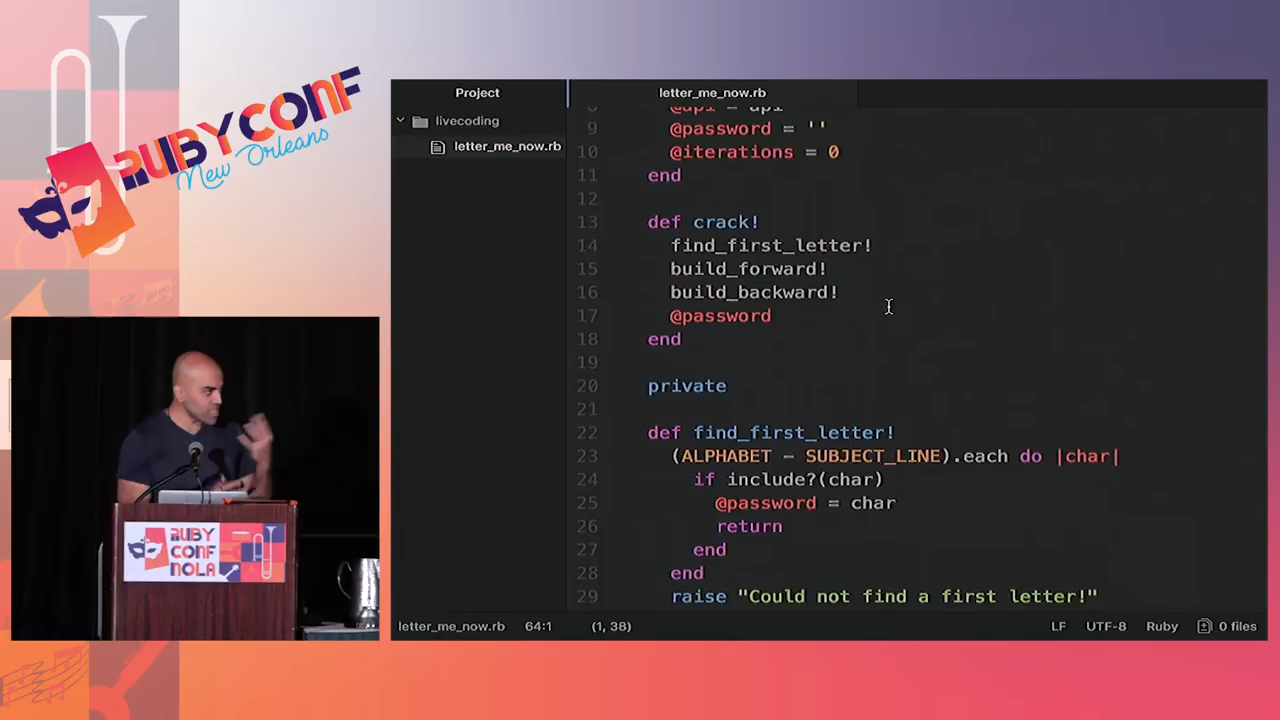 RUBYCONF
New Orleans
Project
livecoding
letter_me_now.rb
letter_me_now.rb
8 @api = api
9 @password = ''
10 @iterations = 0
11 end
12
13 def crack!
14 find_first_letter!
15 build_forward!
16 build_backward!
17 @password
18 end
19
20 private
21
22 def find_first_letter!
23 (ALPHABET - SUBJECT_LINE).each do |char|
24 if include?(char)
25 @password = char
26 return
27 end
28 end
29 raise "Could not find a first letter!"
letter_me_now.rb 64:1 (1, 38) LF UTF-8 Ruby 0 files
RUBY
CONF
NOLA